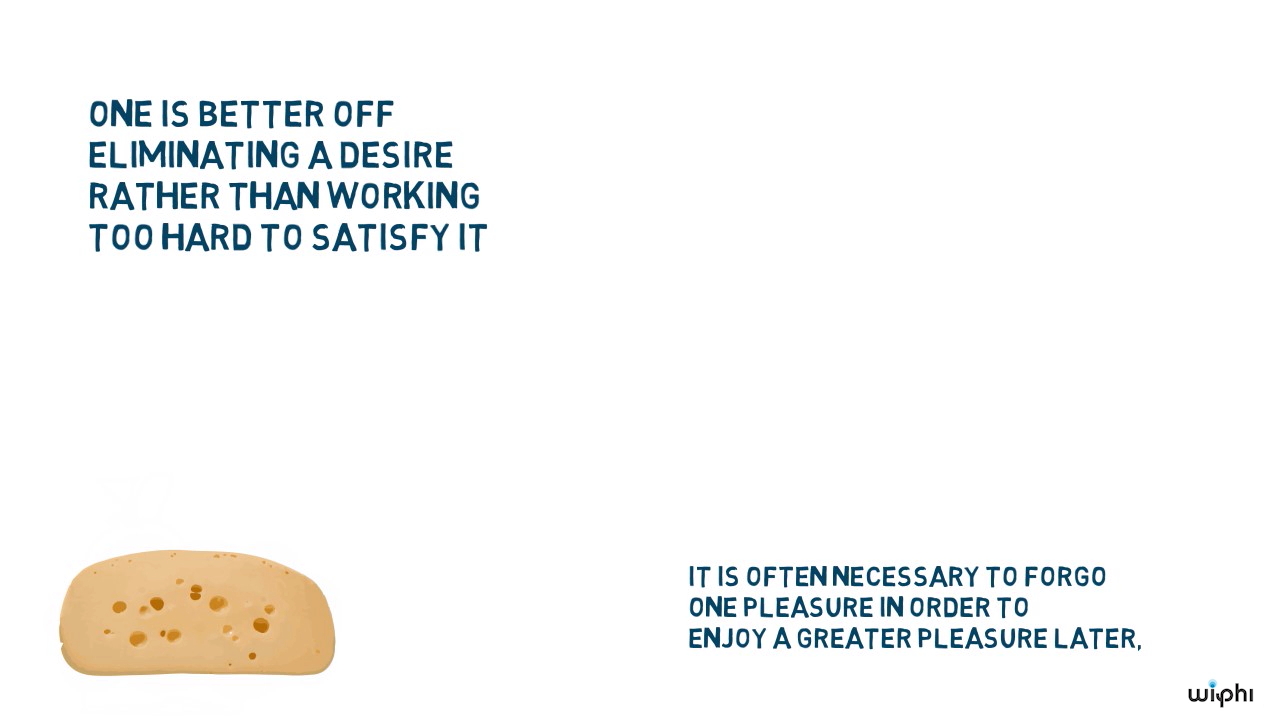 ONE IS BETTER OFF
ELIMINATING A DESIRE
RATHER THAN WORKING
TOO HARD TO SATISFY IT
IT IS OFTEN NECESSARY TO FORGO
ONE PLEASURE IN ORDER TO
ENJOY A GREATER PLEASURE LATER,
wiphi